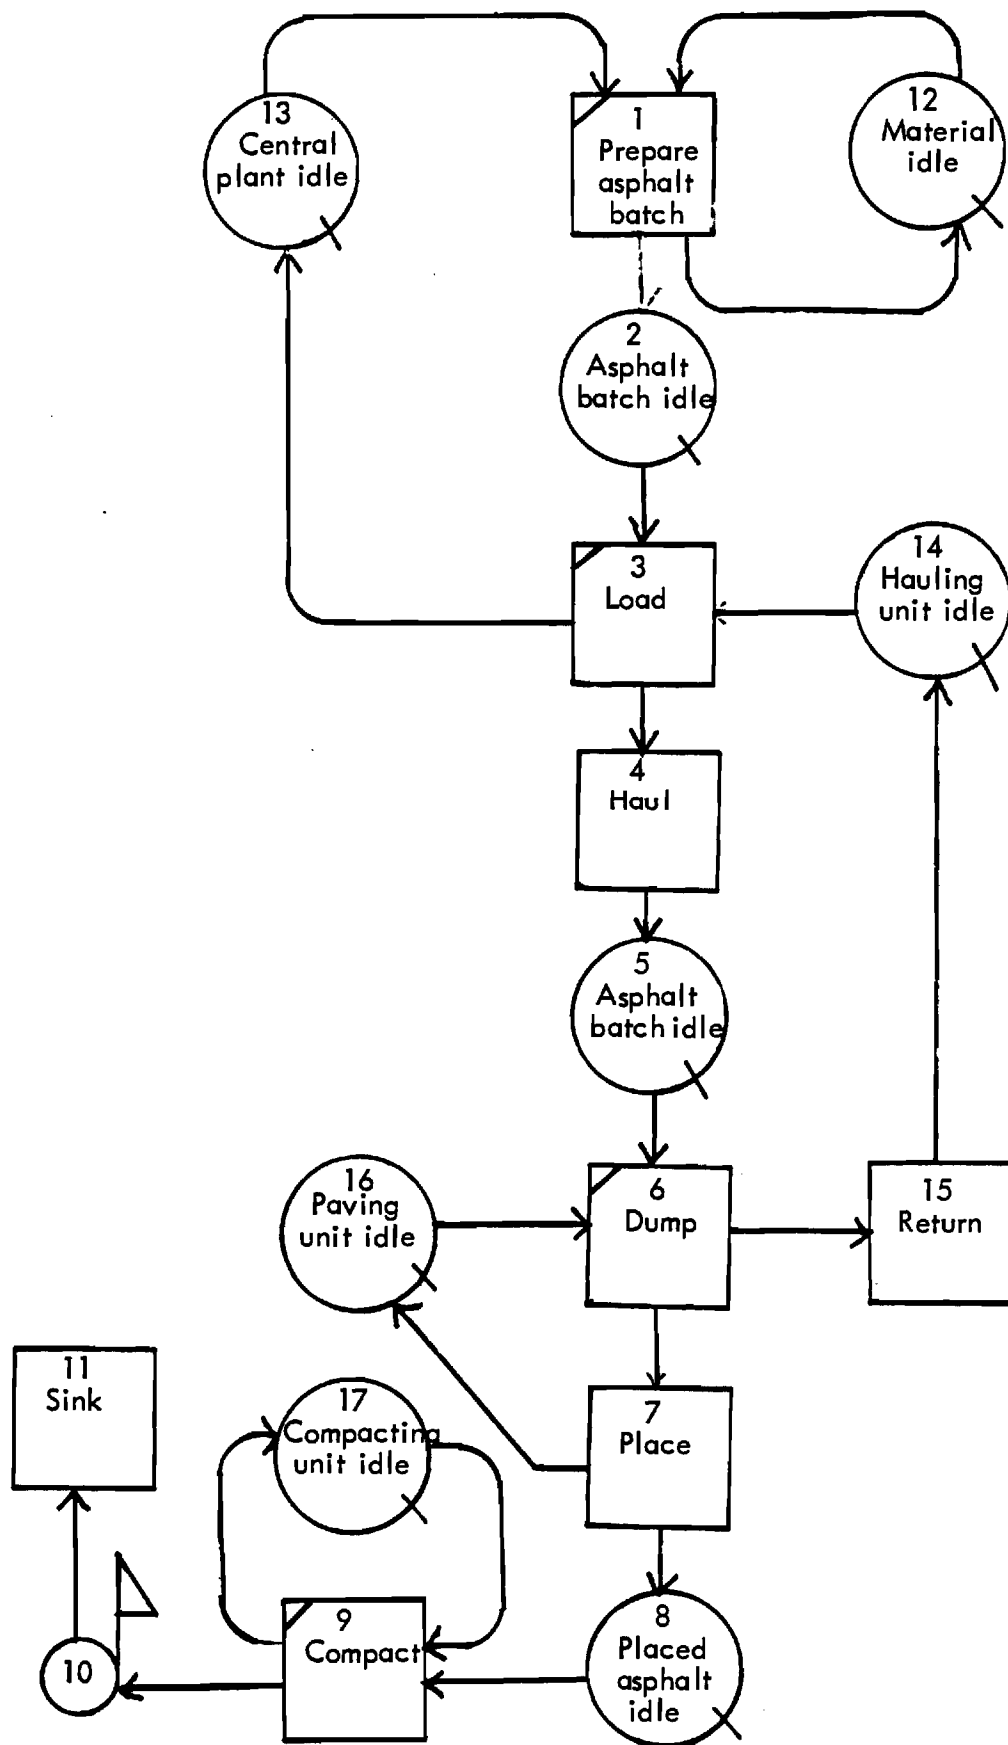 13
Central
plant idle
1
Prepare
asphalt
batch
12
Material
idle
2
Asphalt
batch idle
3
Load
14
Hauling
unit idle
4
Haul
5
Asphalt
batch idle
16
Paving
unit idle
6
Dump
15
Return
11
Sink
17
Compacting
unit idle
7
Place
10
9
Compact
8
Placed
asphalt
idle